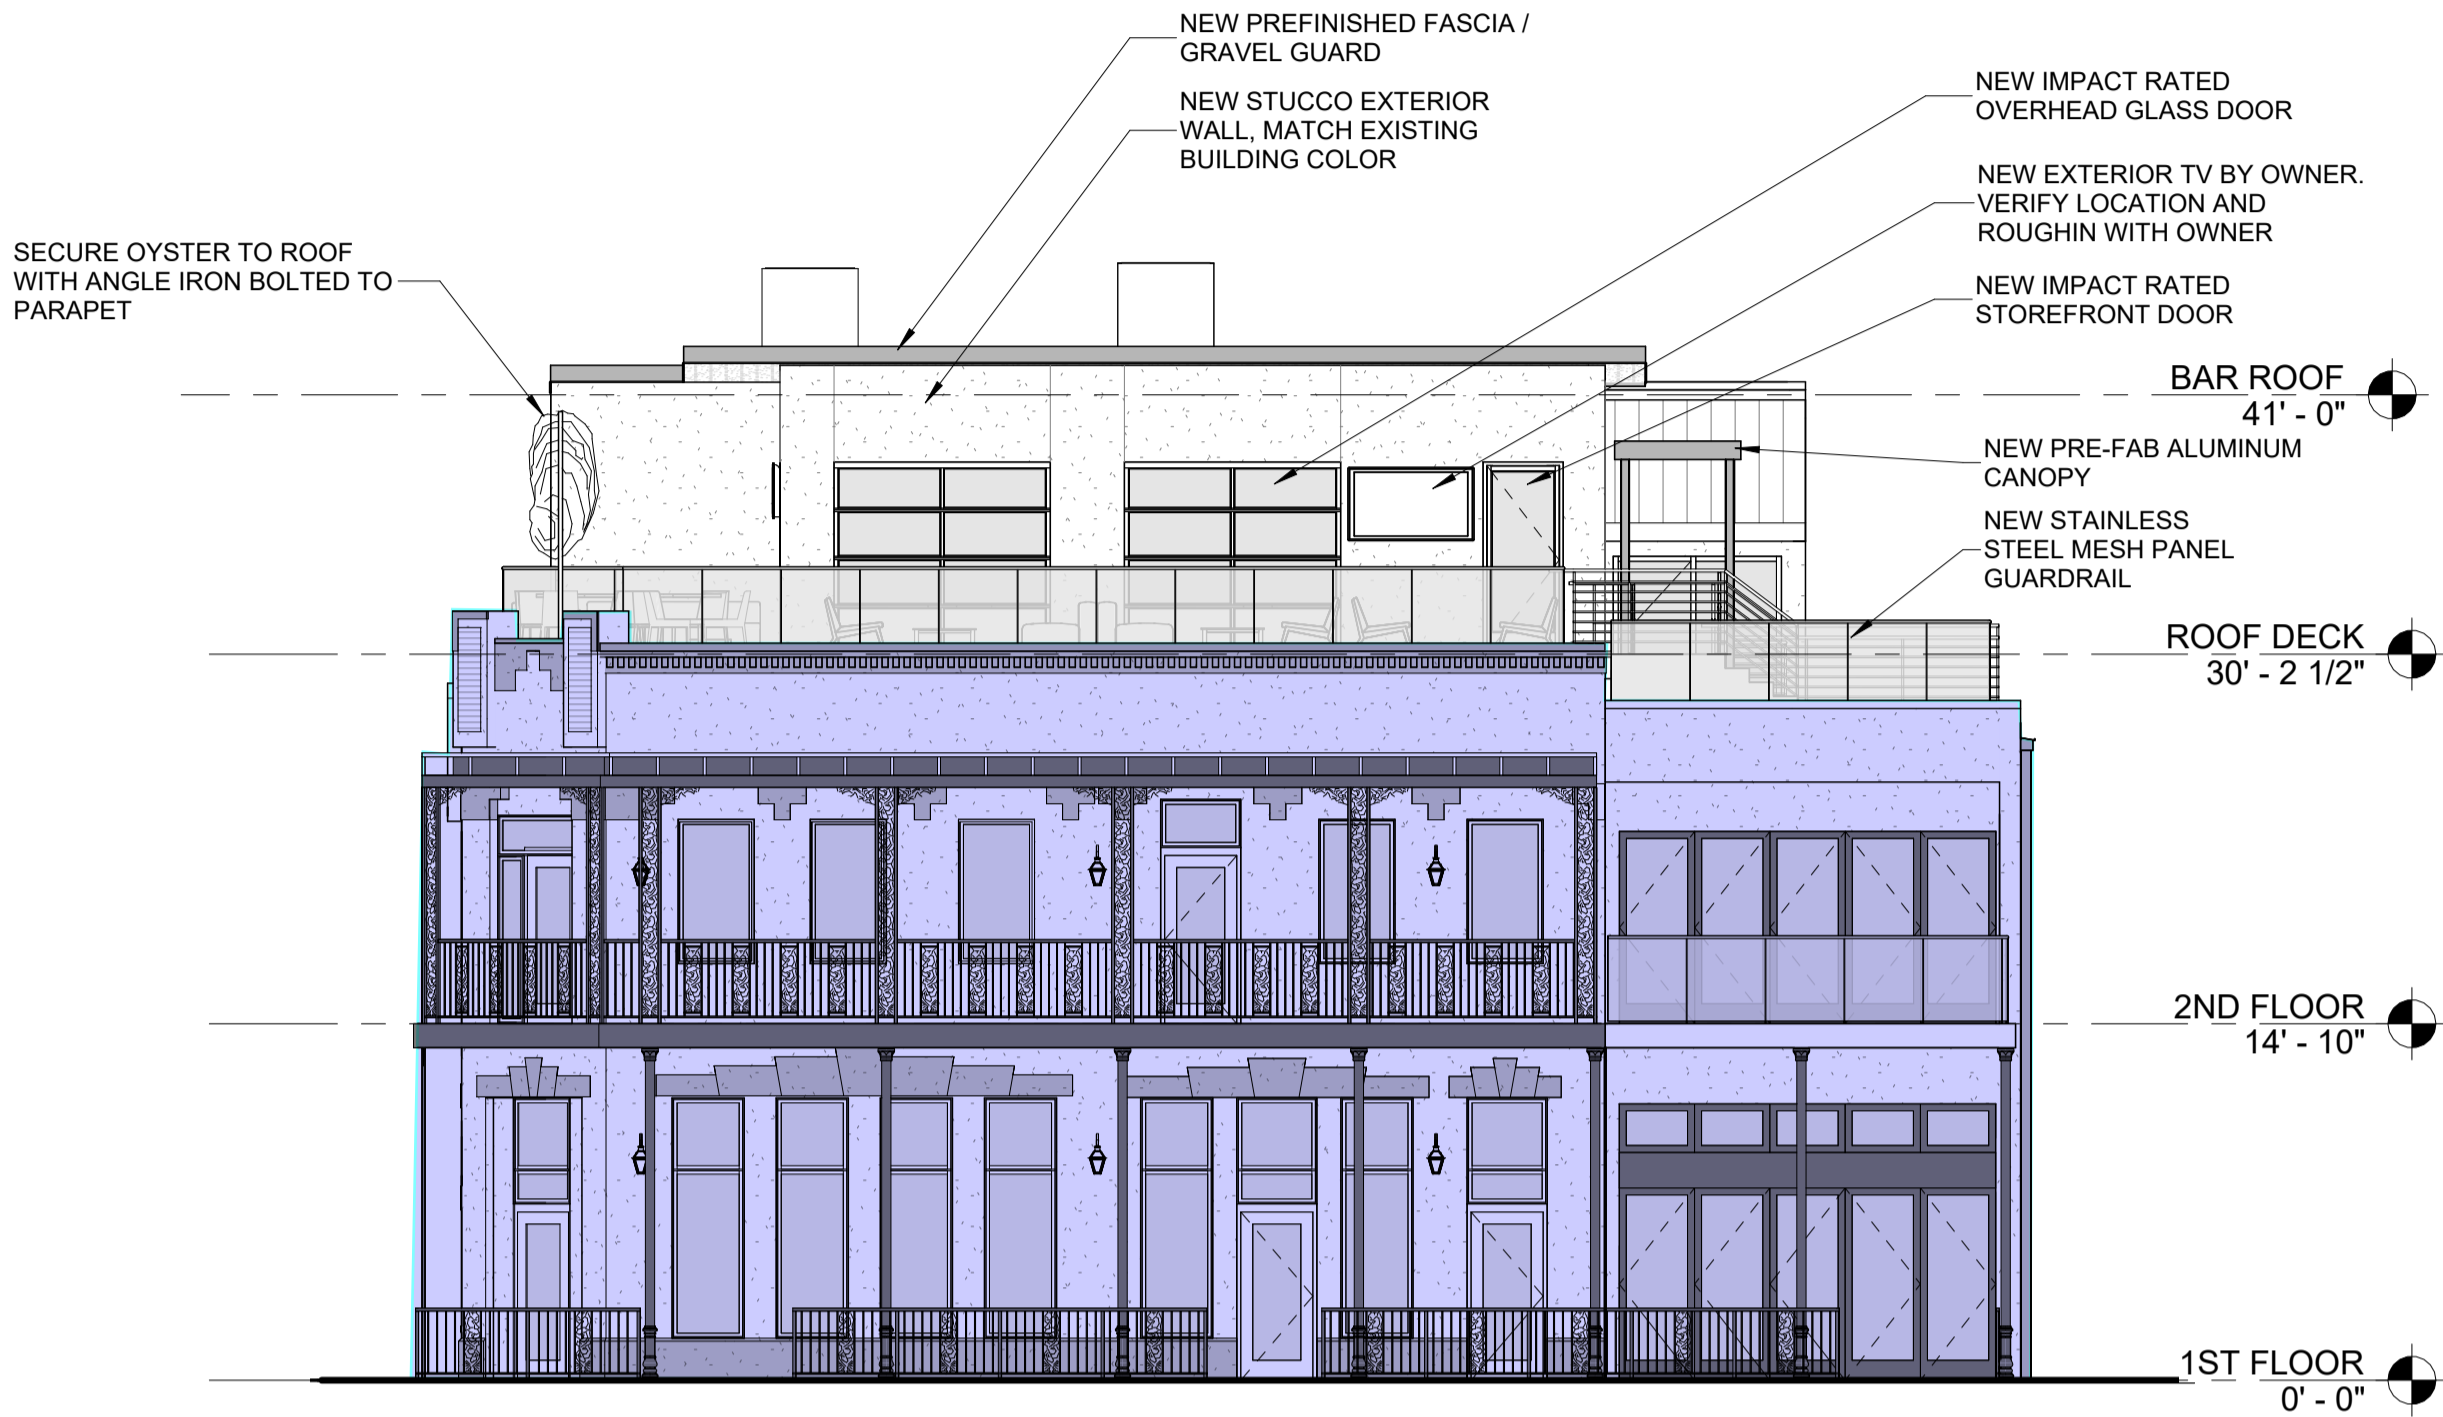 NEW PREFINISHED FASCIA /
GRAVEL GUARD
NEW STUCCO EXTERIOR
WALL, MATCH EXISTING
BUILDING COLOR
NEW IMPACT RATED
OVERHEAD GLASS DOOR
NEW EXTERIOR TV BY OWNER.
VERIFY LOCATION AND
ROUGHIN WITH OWNER
SECURE OYSTER TO ROOF
WITH ANGLE IRON BOLTED TO
PARAPET
NEW IMPACT RATED
STOREFRONT DOOR
BAR ROOF
41' - 0"
NEW PRE-FAB ALUMINUM
CANOPY
NEW STAINLESS
STEEL MESH PANEL
GUARDRAIL
ROOF DECK
30' - 2 1/2"
2ND FLOOR
14' - 10"
1ST FLOOR
0' - 0"